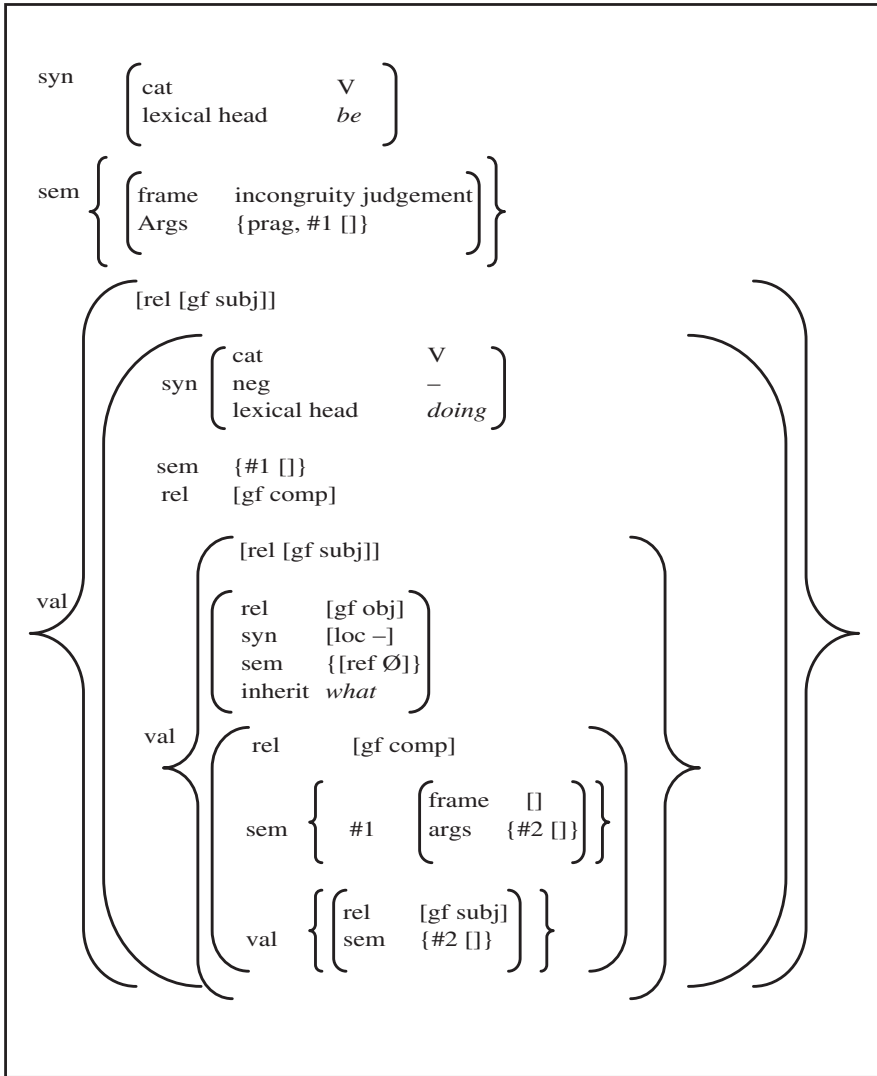 syn
cat V
lexical head be
sem
frame incongruity judgement
Args {prag, #1 []}
[rel [gf subj]]
cat V
syn neg –
lexical head doing
sem {#1 []}
rel [gf comp]
[rel [gf subj]]
val
rel [gf obj]
syn [loc –]
sem {[ref Ø]}
inherit what
val
rel [gf comp]
frame []
sem #1 args {#2 []}
rel [gf subj]
val sem {#2 []}